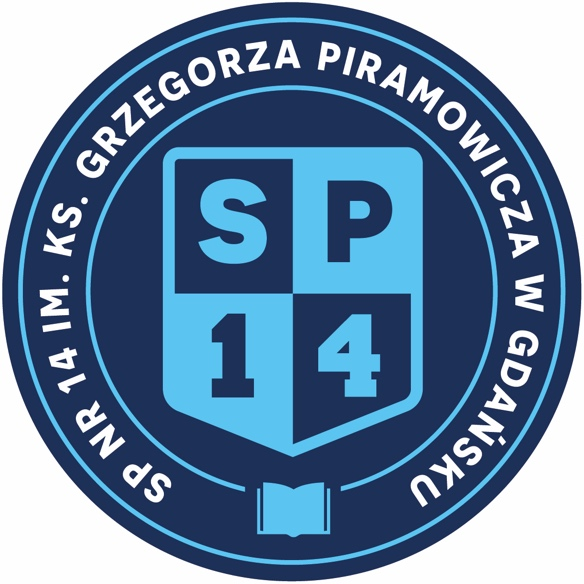 SP NR 14 IM. KS. GRZEGORZA PIRAMOWICZA W GDAŃSKU
SP
14